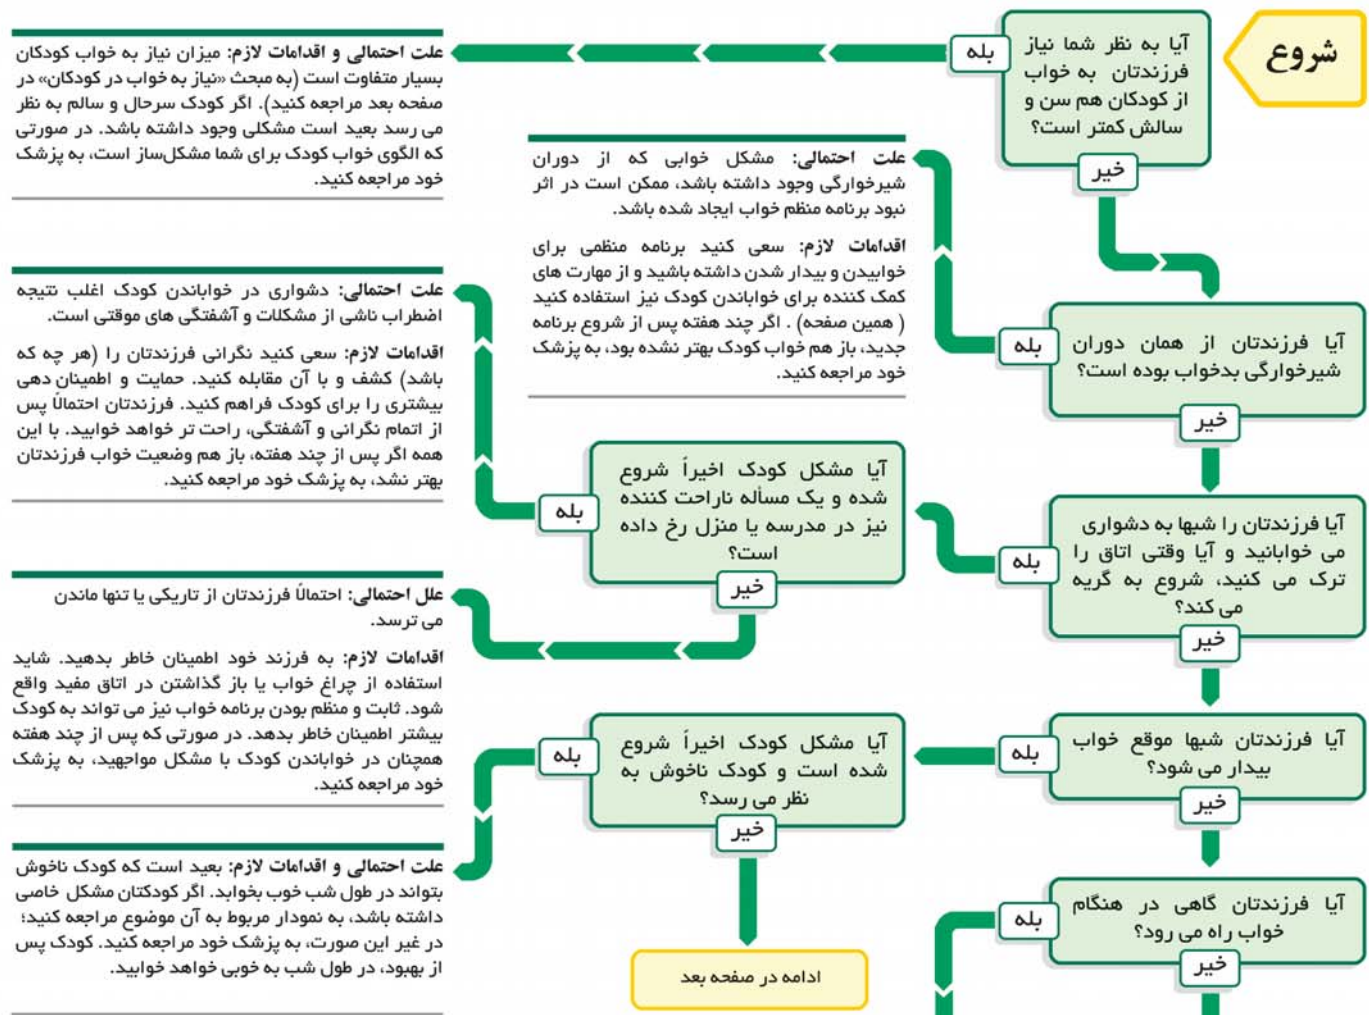 شروع
آیا به نظر شما نیاز
فرزندتان به خواب
از کودکان هم سن و
سالش کمتر است؟
بله
خیر
علت احتمالی و اقدامات لازم: میزان نیاز به خواب کودکان
بسیار متفاوت است (به مبحث «نیاز به خواب در کودکان» در
صفحه بعد مراجعه کنید). اگر کودک سرحال و سالم به نظر
می رسد بعید است مشکلی وجود داشته باشد. در صورتی
که الگوی خواب کودک برای شما مشکل‌ساز است، به پزشک
خود مراجعه کنید.
آیا فرزندتان از همان دوران
شیرخوارگی بدخواب بوده است؟
بله
خیر
علت احتمالی: مشکل خوابی که از دوران
شیرخوارگی وجود داشته باشد، ممکن است در اثر
نبود برنامه منظم خواب ایجاد شده باشد.
اقدامات لازم: سعی کنید برنامه منظمی برای
خوابیدن و بیدار شدن داشته باشید و از مهارت های
کمک کننده برای خواباندن کودک نیز استفاده کنید
( همین صفحه) . اگر چند هفته پس از شروع برنامه
جدید، باز هم خواب کودک بهتر نشده بود، به پزشک
خود مراجعه کنید.
آیا فرزندتان را شبها به دشواری
می خوابانید و آیا وقتی اتاق را
ترک می کنید، شروع به گریه
می کند؟
بله
خیر
آیا مشکل کودک اخیراً شروع
شده و یک مسأله ناراحت کننده
نیز در مدرسه یا منزل رخ داده
است؟
بله
خیر
علت احتمالی: دشواری در خواباندن کودک اغلب نتیجه
اضطراب ناشی از مشکلات و آشفتگی های موقتی است.
اقدامات لازم: سعی کنید نگرانی فرزندتان را (هر چه که
باشد) کشف و با آن مقابله کنید. حمایت و اطمینان دهی
بیشتری را برای کودک فراهم کنید. فرزندتان احتمالاً پس
از اتمام نگرانی و آشفتگی، راحت تر خواهد خوابید. با این
همه اگر پس از چند هفته، باز هم وضعیت خواب فرزندتان
بهتر نشد، به پزشک خود مراجعه کنید.
علل احتمالی: احتمالاً فرزندتان از تاریکی یا تنها ماندن
می ترسد.
اقدامات لازم: به فرزند خود اطمینان خاطر بدهید. شاید
استفاده از چراغ خواب یا باز گذاشتن در اتاق مفید واقع
شود. ثابت و منظم بودن برنامه خواب نیز می تواند به کودک
بیشتر اطمینان خاطر بدهد. در صورتی که پس از چند هفته
همچنان در خواباندن کودک با مشکل مواجهید، به پزشک
خود مراجعه کنید.
آیا فرزندتان شبها موقع خواب
بیدار می شود؟
بله
خیر
آیا مشکل کودک اخیراً شروع
شده است و کودک ناخوش به
نظر می رسد؟
بله
خیر
علت احتمالی و اقدامات لازم: بعید است که کودک ناخوش
بتواند در طول شب خوب بخوابد. اگر کودکتان مشکل خاصی
داشته باشد، به نمودار مربوط به آن موضوع مراجعه کنید؛
در غیر این صورت، به پزشک خود مراجعه کنید. کودک پس
از بهبود، در طول شب به خوبی خواهد خوابید.
ادامه در صفحه بعد
آیا فرزندتان گاهی در هنگام
خواب راه می رود؟
بله
خیر